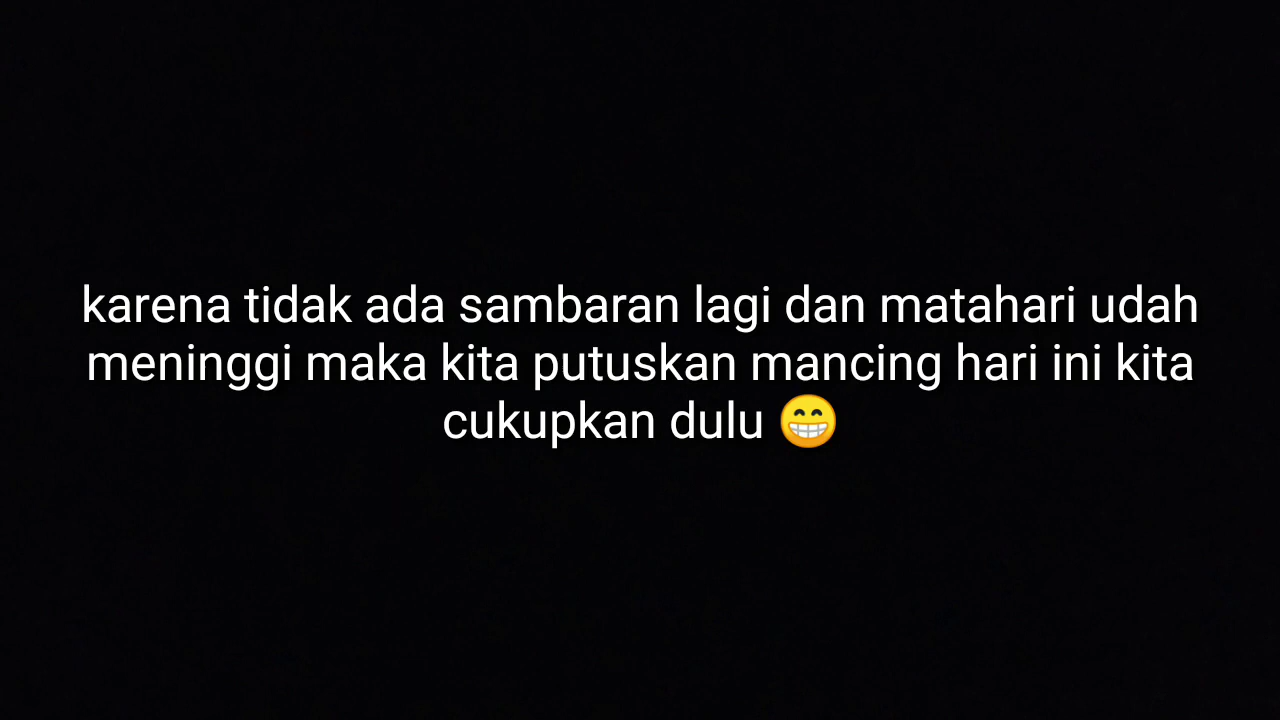 karena tidak ada sambaran lagi dan matahari udah
meninggi maka kita putuskan mancing hari ini kita
cukupkan dulu 😁